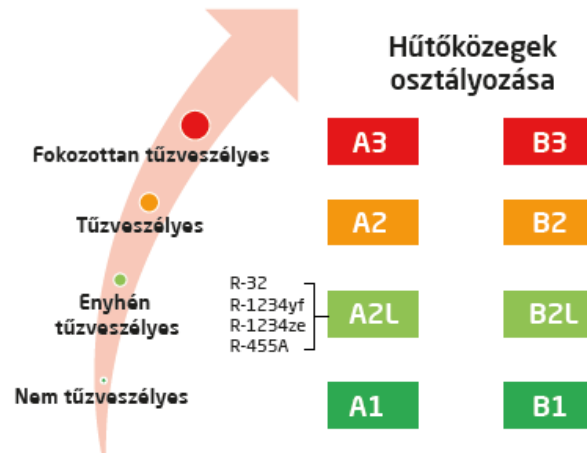 Hűtőközegek
osztályozása
Fokozottan tűzveszélyes
A3
B3
Tűzveszélyes
A2
B2
Enyhén
tűzveszélyes
R-32
R-1234yf
R-1234ze
R-455A
A2L
B2L
Nem tűzveszélyes
A1
B1